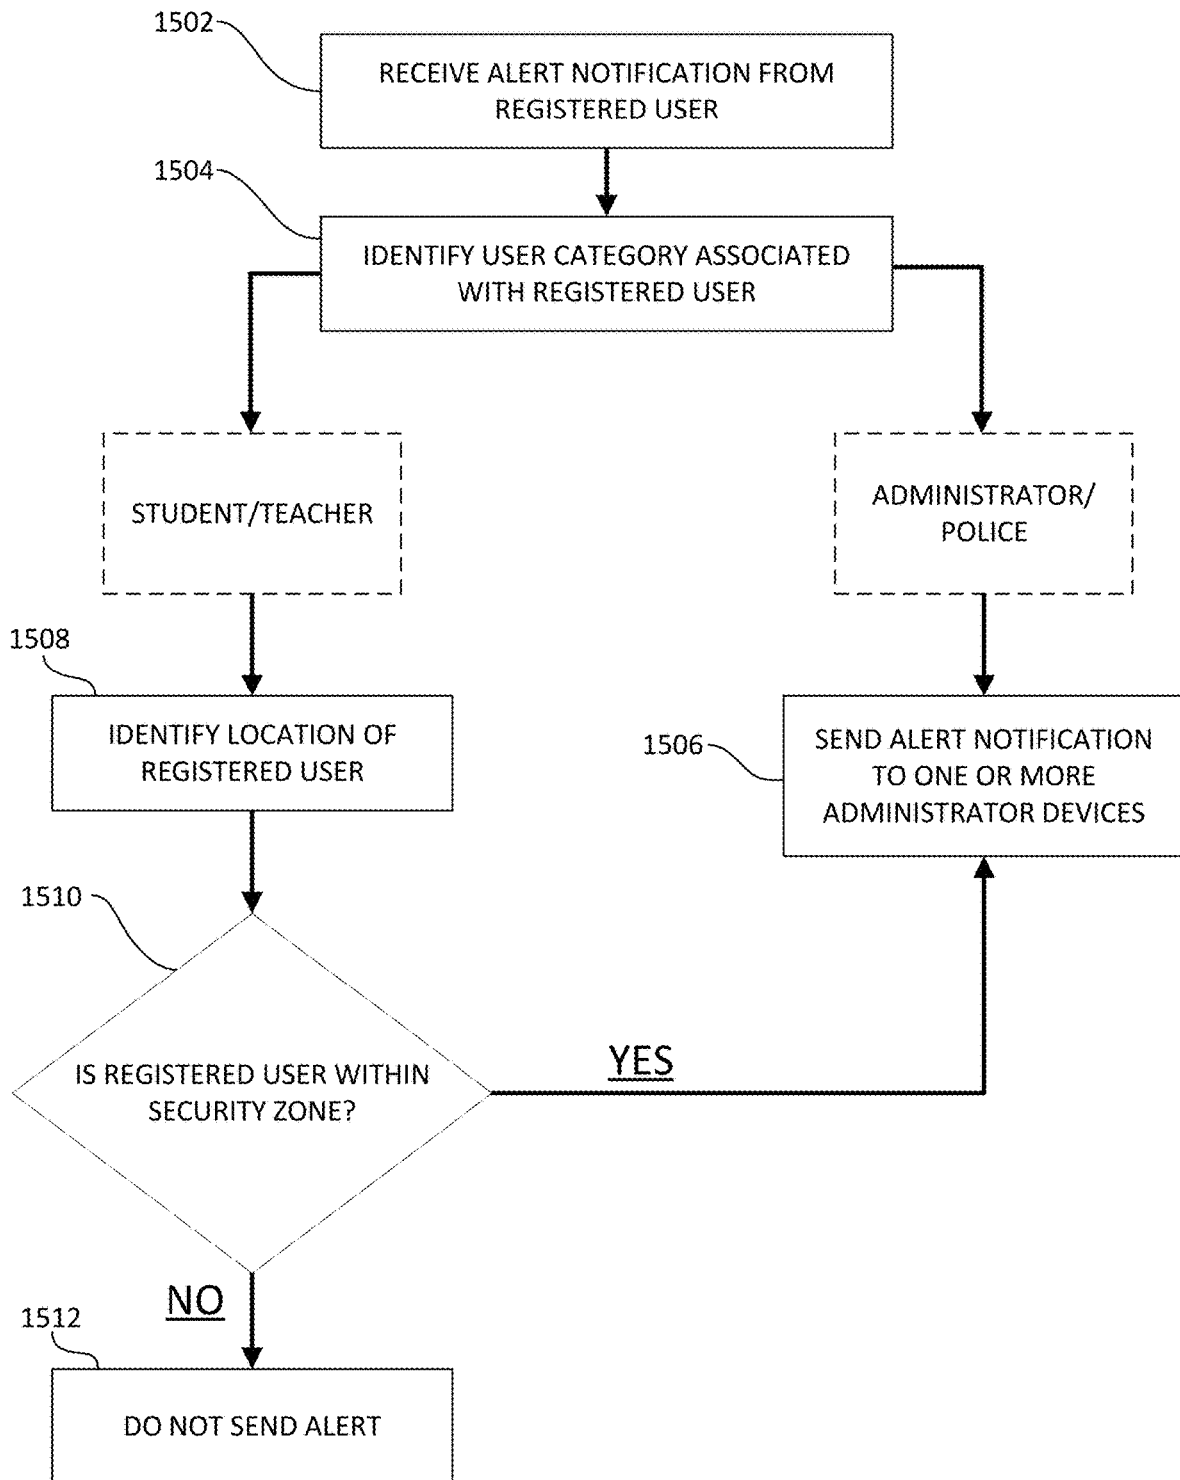 1502
RECEIVE ALERT NOTIFICATION FROM
REGISTERED USER
1504
IDENTIFY USER CATEGORY ASSOCIATED
WITH REGISTERED USER
STUDENT/TEACHER
ADMINISTRATOR/
POLICE
1508
IDENTIFY LOCATION OF
REGISTERED USER
1506
SEND ALERT NOTIFICATION
TO ONE OR MORE
ADMINISTRATOR DEVICES
1510
IS REGISTERED USER WITHIN
SECURITY ZONE?
YES
NO
1512
DO NOT SEND ALERT